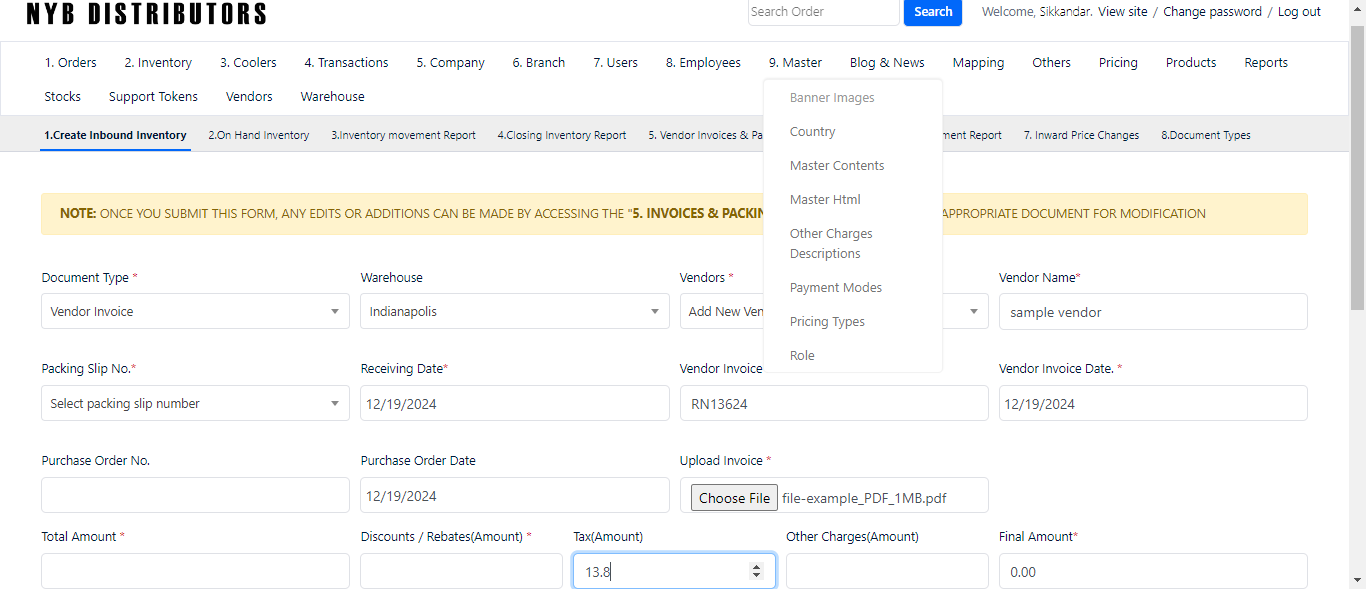 NYB DISTRIBUTORS
Search Order
Search
Welcome, Sikkandar. View site / Change password / Log out
1. Orders 2. Inventory 3. Coolers 4. Transactions 5. Company 6. Branch 7. Users 8. Employees 9. Master Blog & News Mapping Others Pricing Products Reports
Stocks Support Tokens Vendors Warehouse
Banner Images
Country
Master Contents
Master Html
Other Charges
Descriptions
Payment Modes
Pricing Types
Role
1.Create Inbound Inventory 2.On Hand Inventory 3.Inventory movement Report 4.Closing Inventory Report 5. Vendor Invoices & Pa ment Report 7. Inward Price Changes 8.Document Types
NOTE: ONCE YOU SUBMIT THIS FORM, ANY EDITS OR ADDITIONS CAN BE MADE BY ACCESSING THE "5. INVOICES & PACKIN APPROPRIATE DOCUMENT FOR MODIFICATION
Document Type * Warehouse Vendors * Vendor Name*
Vendor Invoice Indianapolis Add New Ven sample vendor
Packing Slip No.* Receiving Date* Vendor Invoice Vendor Invoice Date. *
Select packing slip number 12/19/2024 RN13624 12/19/2024
Purchase Order No. Purchase Order Date Upload Invoice *
12/19/2024 Choose File file-example_PDF_1MB.pdf
Total Amount * Discounts / Rebates(Amount) * Tax(Amount) Other Charges(Amount) Final Amount*
13.8 0.00